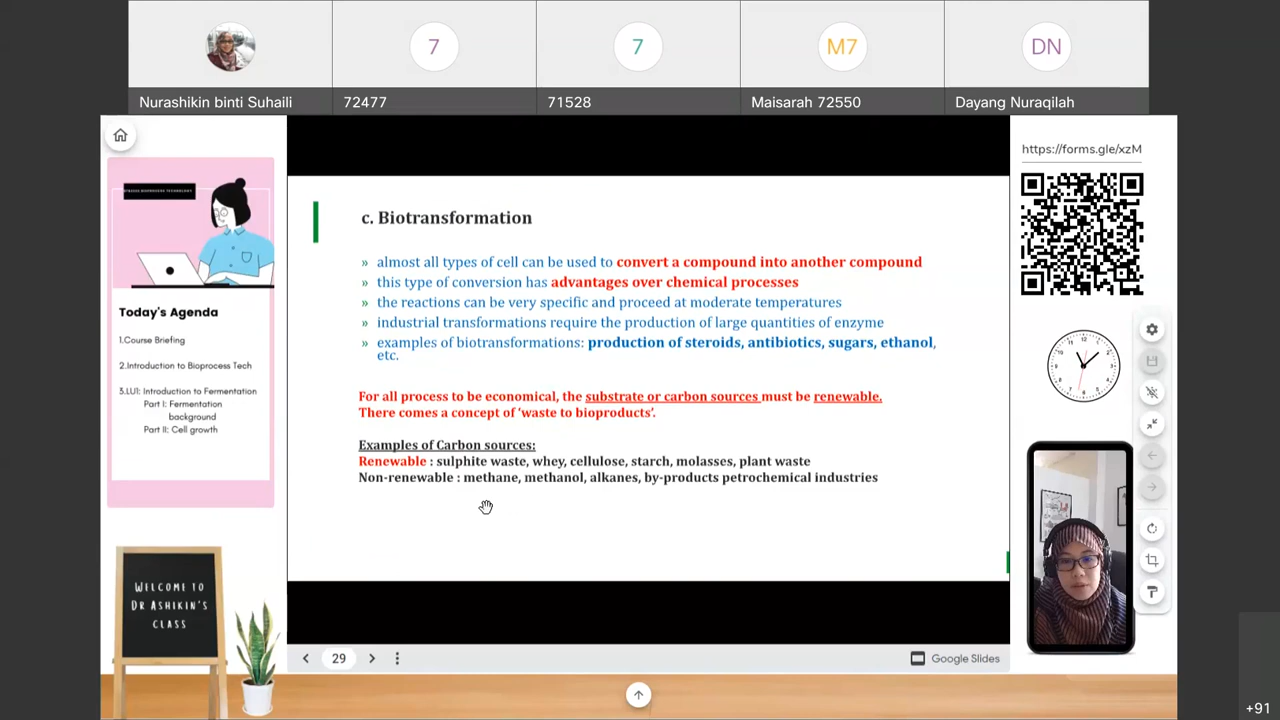 7
7
M7
DN
Nurashikin binti Suhaili
72477
71528
Maisarah 72550
Dayang Nuraqilah
Today's Agenda
1.Course Briefing
2.Introduction to Bioprocess Tech
3.LU1: Introduction to Fermentation
Part I: Fermentation
background
Part II: Cell growth
WELCOME TO
DR ASHIKIN'S
CLASS
c. Biotransformation
» almost all types of cell can be used to convert a compound into another compound
» this type of conversion has advantages over chemical processes
» the reactions can be very specific and proceed at moderate temperatures
» industrial transformations require the production of large quantities of enzyme
» examples of biotransformations: production of steroids, antibiotics, sugars, ethanol,
etc.
For all process to be economical, the substrate or carbon sources must be renewable.
There comes a concept of 'waste to bioproducts'.
Examples of Carbon sources:
Renewable : sulphite waste, whey, cellulose, starch, molasses, plant waste
Non-renewable : methane, methanol, alkanes, by-products petrochemical industries
29
Google Slides
https://forms.gle/xzM
+91